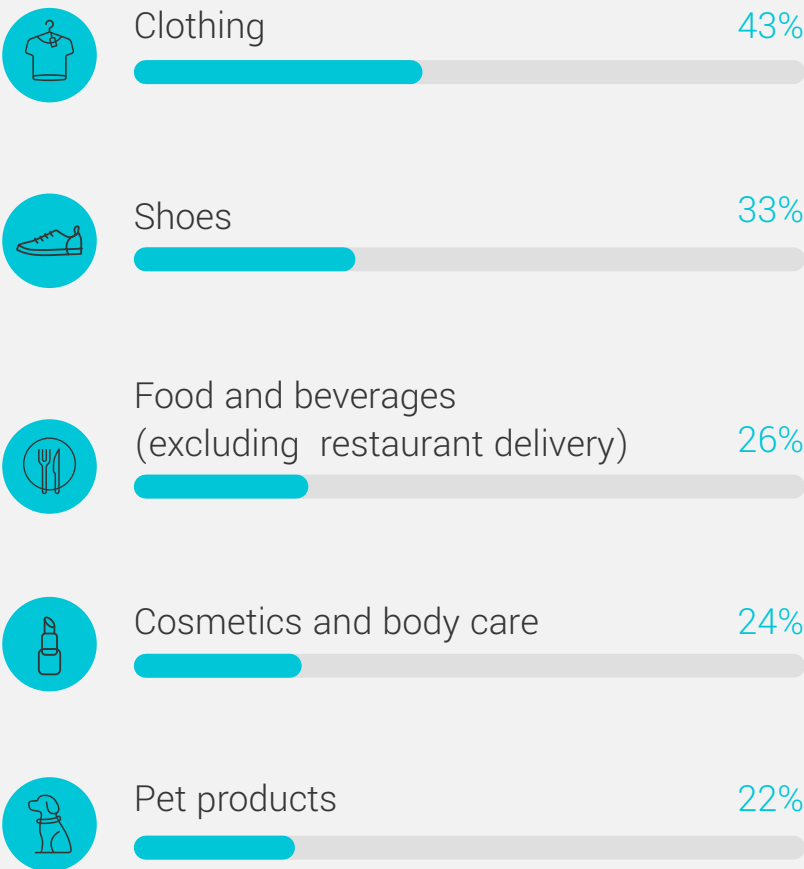 Clothing 43%
Shoes 33%
Food and beverages
(excluding restaurant delivery) 26%
Cosmetics and body care 24%
Pet products 22%